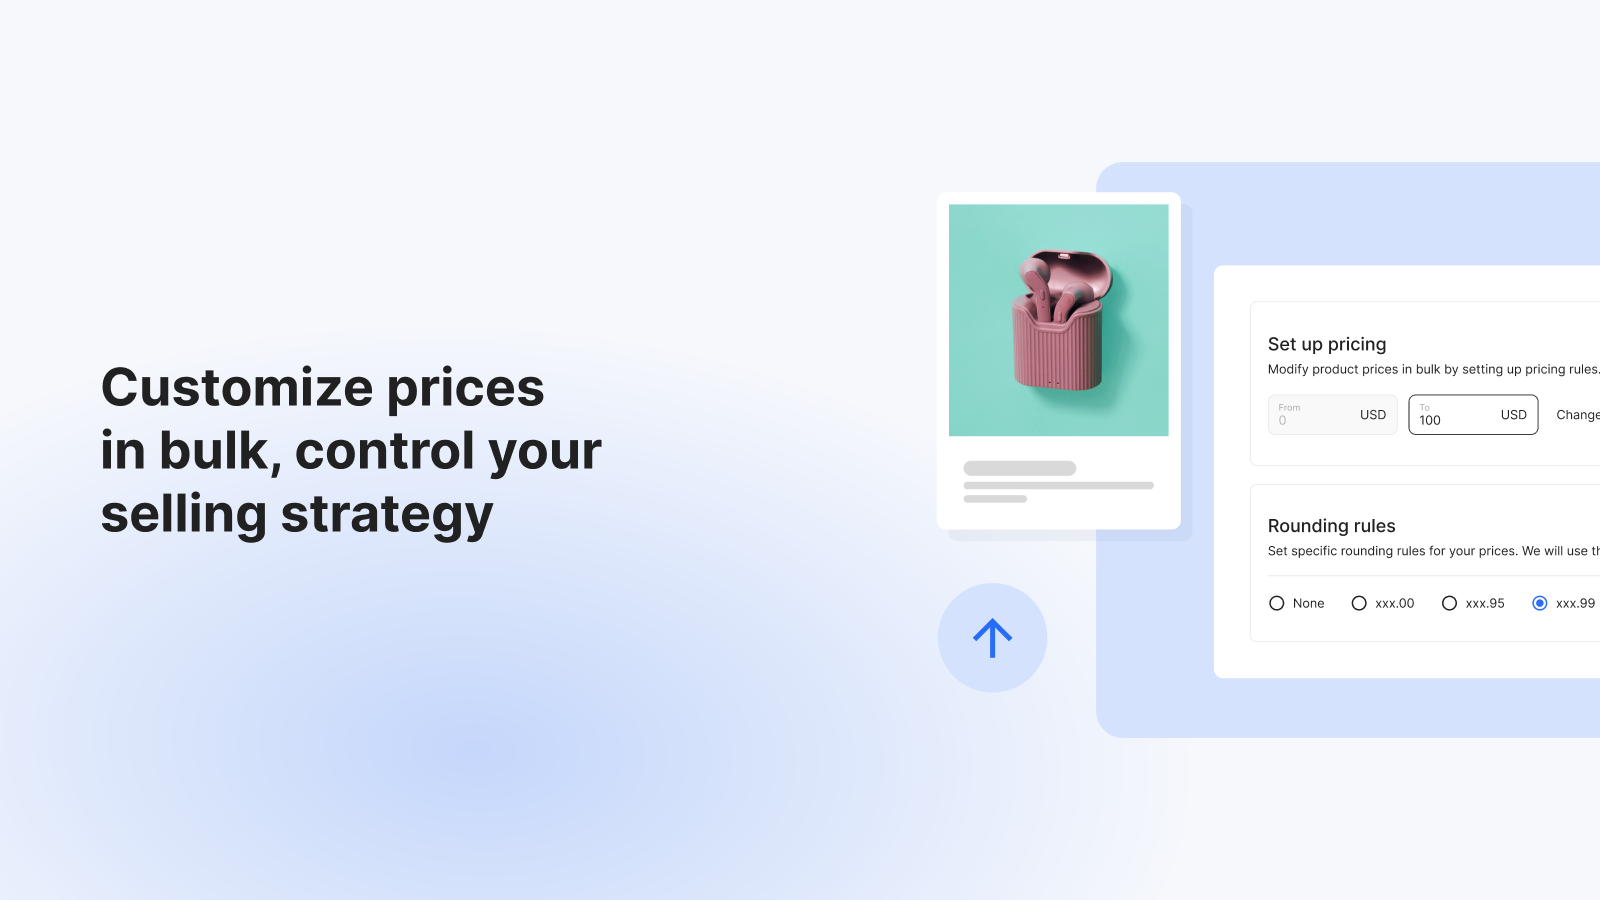 Customize prices
in bulk, control your
selling strategy
Set up pricing
Modify product prices in bulk by setting up pricing rules.
From
0
USD
To
100
USD
Change
Rounding rules
Set specific rounding rules for your prices. We will use
None
xxx.00
xxx.95
xxx.99